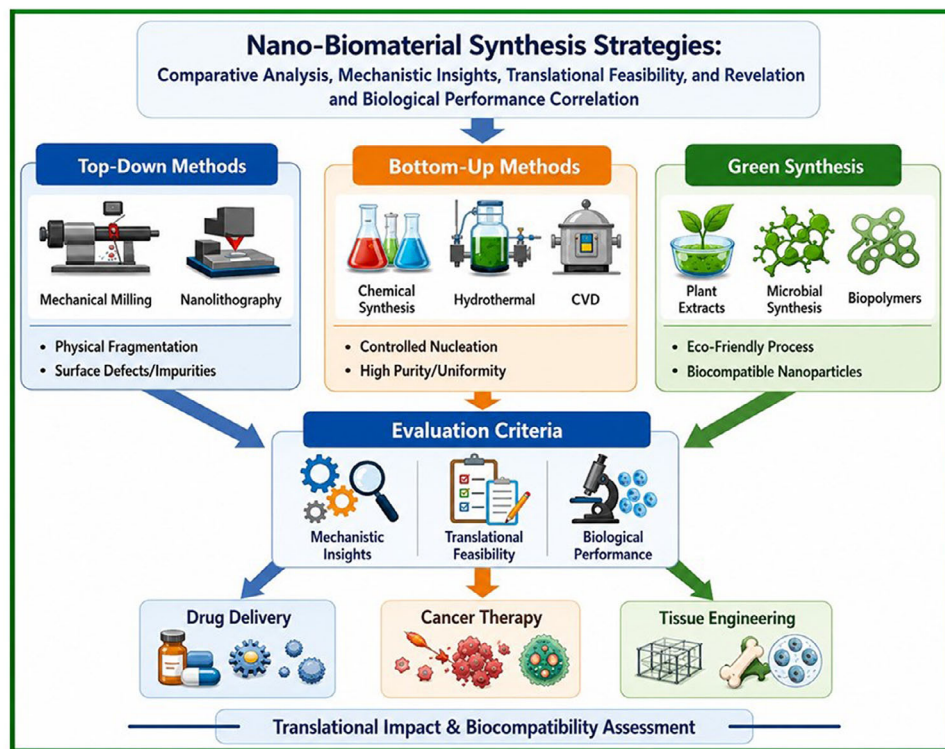 Nano-Biomaterial Synthesis Strategies:
Comparative Analysis, Mechanistic Insights, Translational Feasibility, and Revelation
and Biological Performance Correlation
Top-Down Methods
Mechanical Milling
Nanolithography
• Physical Fragmentation
• Surface Defects/Impurities
Bottom-Up Methods
Chemical
Synthesis
Hydrothermal
CVD
• Controlled Nucleation
• High Purity/Uniformity
Green Synthesis
Plant
Extracts
Microbial
Synthesis
Biopolymers
• Eco-Friendly Process
• Biocompatible Nanoparticles
Evaluation Criteria
Mechanistic
Insights
Translational
Feasibility
Biological
Performance
Drug Delivery
Cancer Therapy
Tissue Engineering
Translational Impact & Biocompatibility Assessment